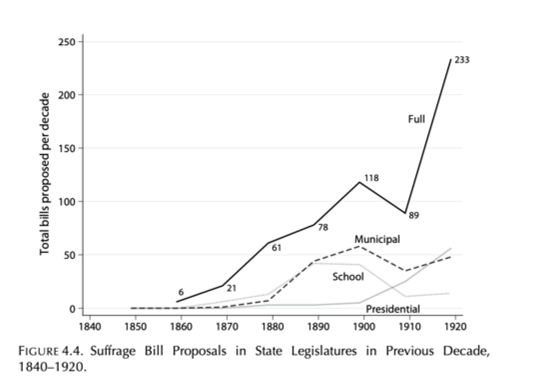 250
200
150
100
50
0
Total bills proposed per decade
233
Full
118
89
78
61
Municipal
School
21
6
Presidential
1840 1850 1860 1870 1880 1890 1900 1910 1920
FIGURE 4.4. Suffrage Bill Proposals in State Legislatures in Previous Decade,
1840–1920.